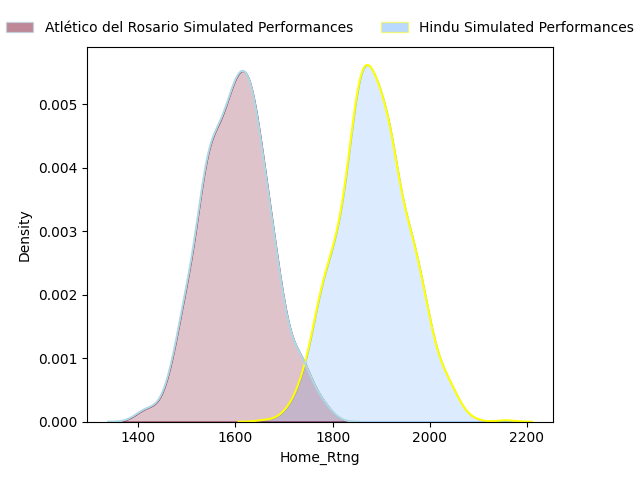 Atlético del Rosario Simulated Performances
Hindu Simulated Performances
Density
0.005
0.004
0.003
0.002
0.001
0.000
1400
1600
1800
2000
2200
Home_Rtng